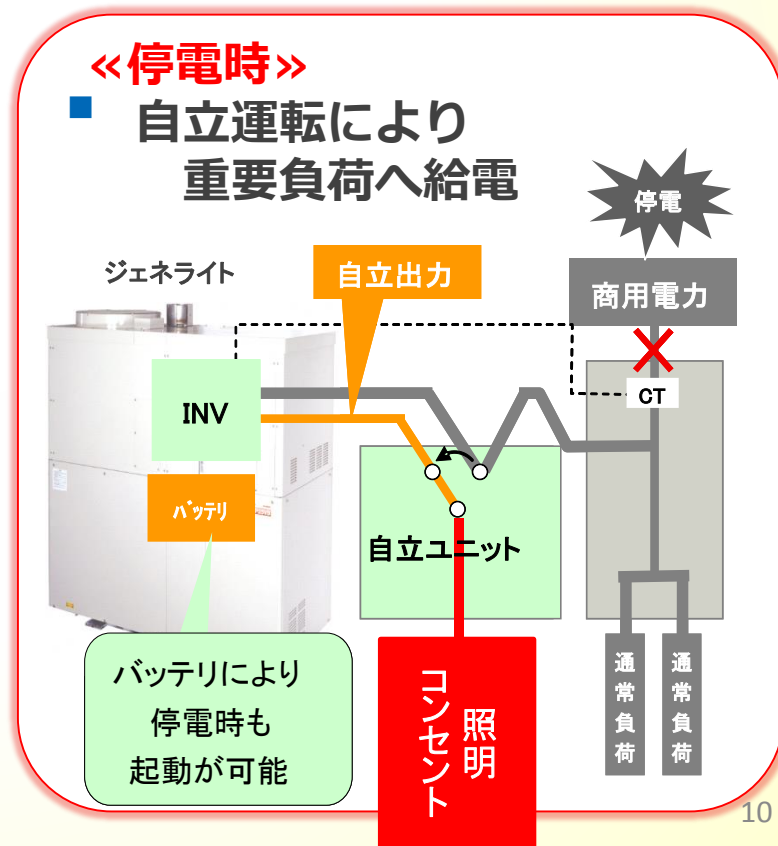 ≪停電時≫
自立運転により
重要負荷へ給電
停電
ジェネライト
自立出力
商用電力
INV
CT
ﾊﾞｯﾃﾘ
自立ユニット
バッテリにより
停電時も
起動が可能
照明
コンセント
通常負荷
通常負荷
10